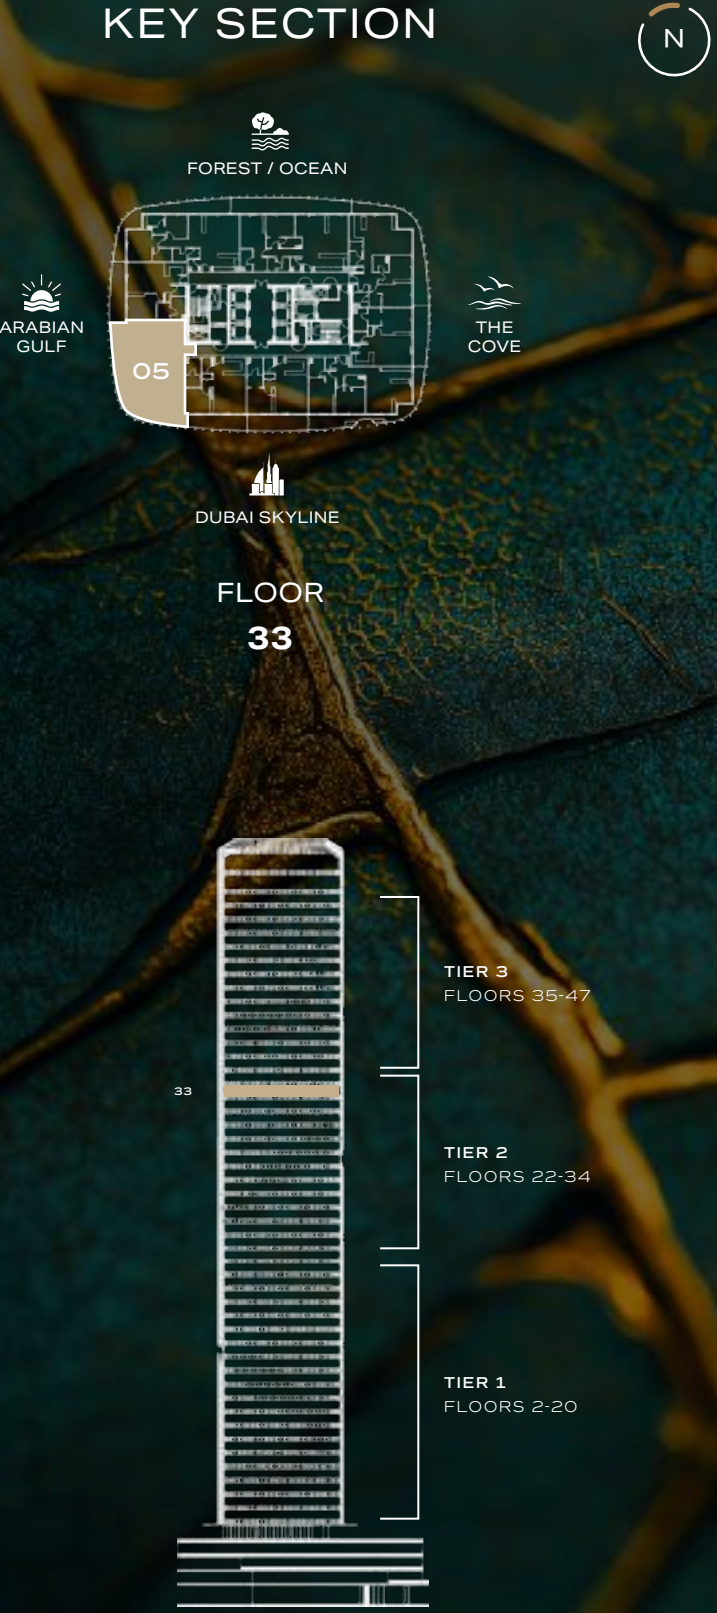 KEY SECTION
N
FOREST / OCEAN
ARABIAN
GULF
THE
COVE
05
DUBAI SKYLINE
FLOOR
33
TIER 3
FLOORS 35-47
33
TIER 2
FLOORS 22-34
TIER 1
FLOORS 2-20